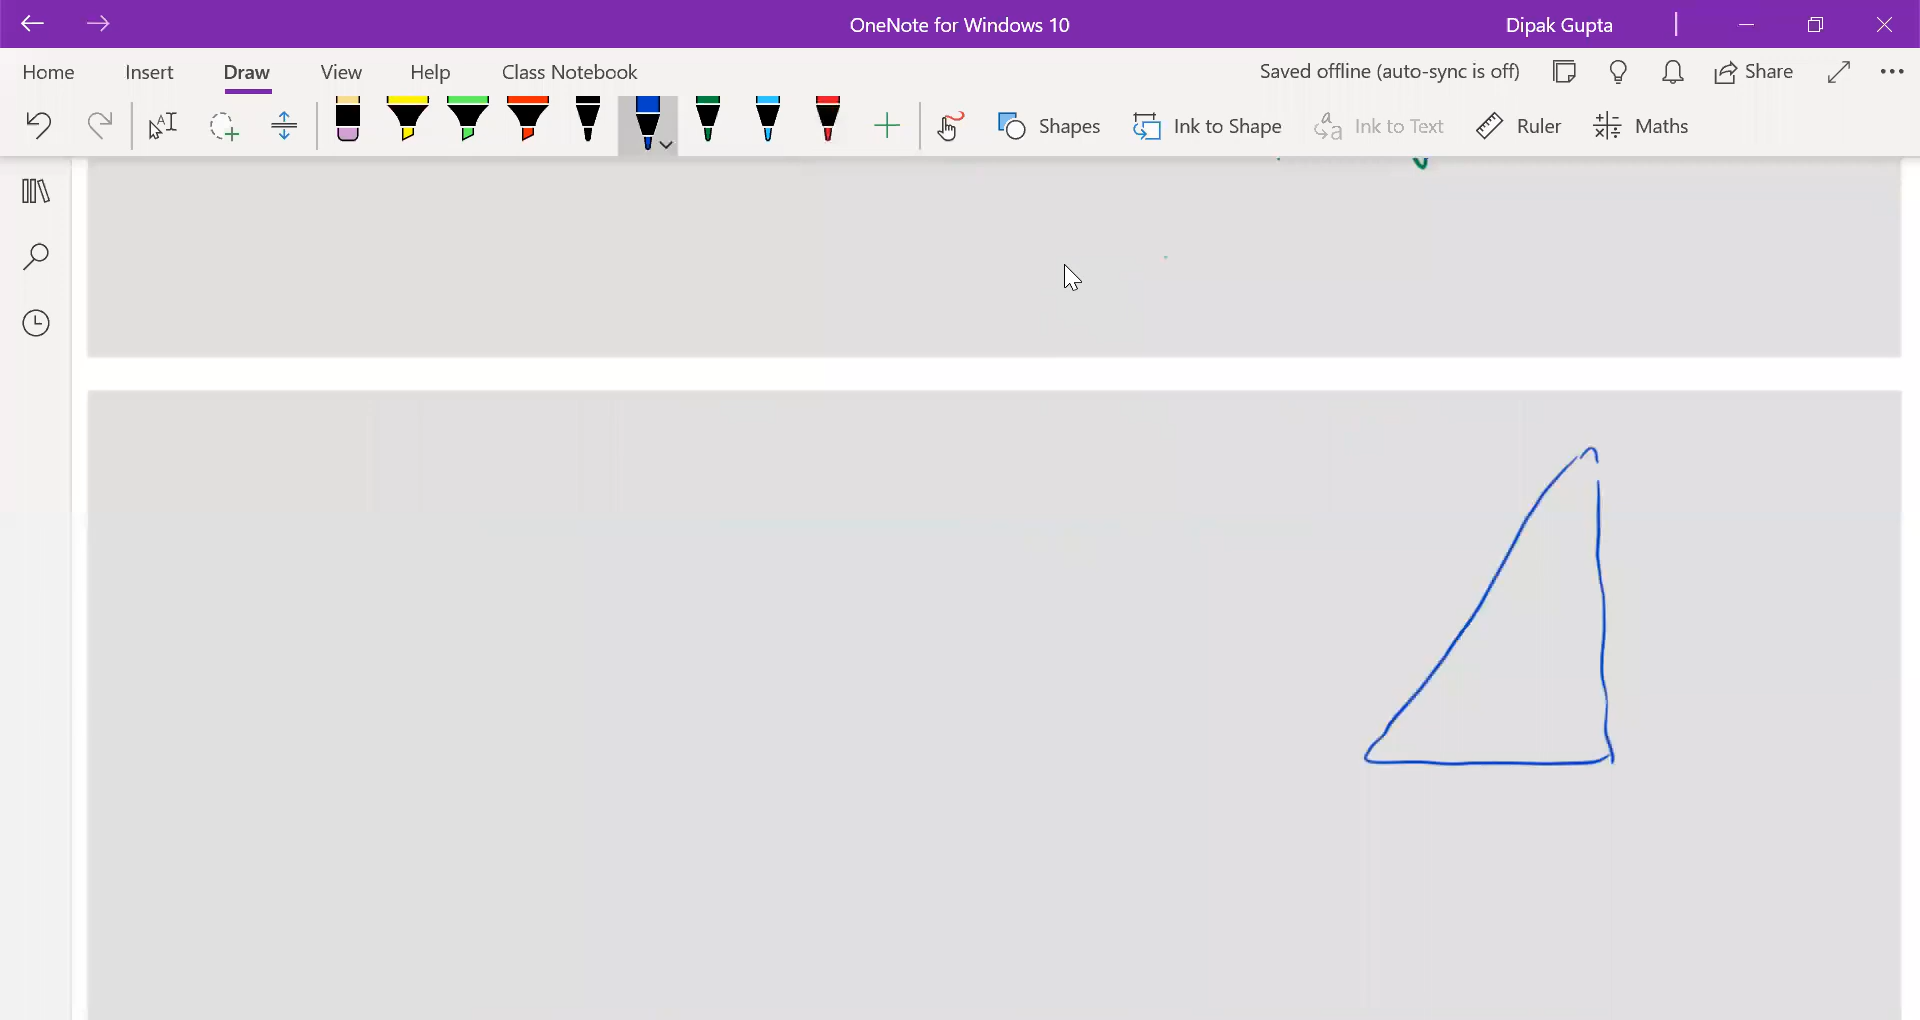 OneNote for Windows 10
Dipak Gupta
Home Insert Draw View Help Class Notebook
Saved offline (auto-sync is off) Share
Shapes Ink to Shape Ink to Text Ruler Maths